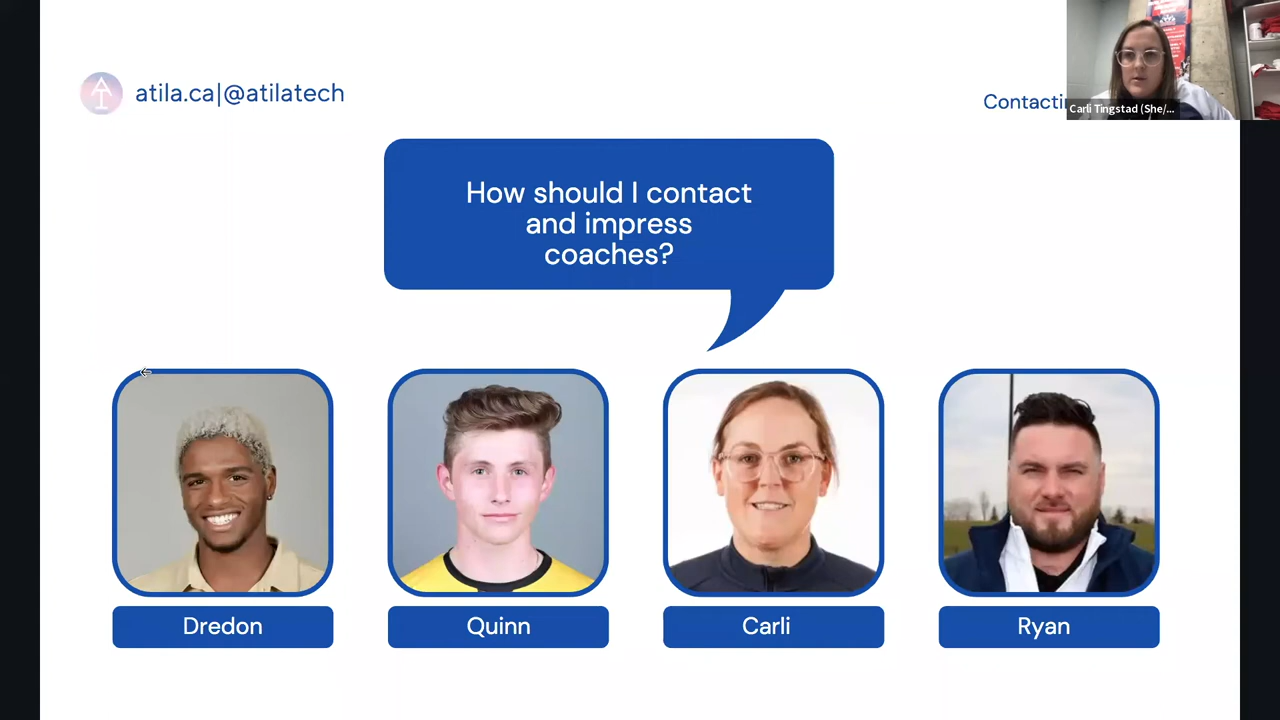 atila.ca|@atilatech
Contacti
Carli Tingstad (She/...
How should I contact
and impress
coaches?
Dredon
Quinn
Carli
Ryan